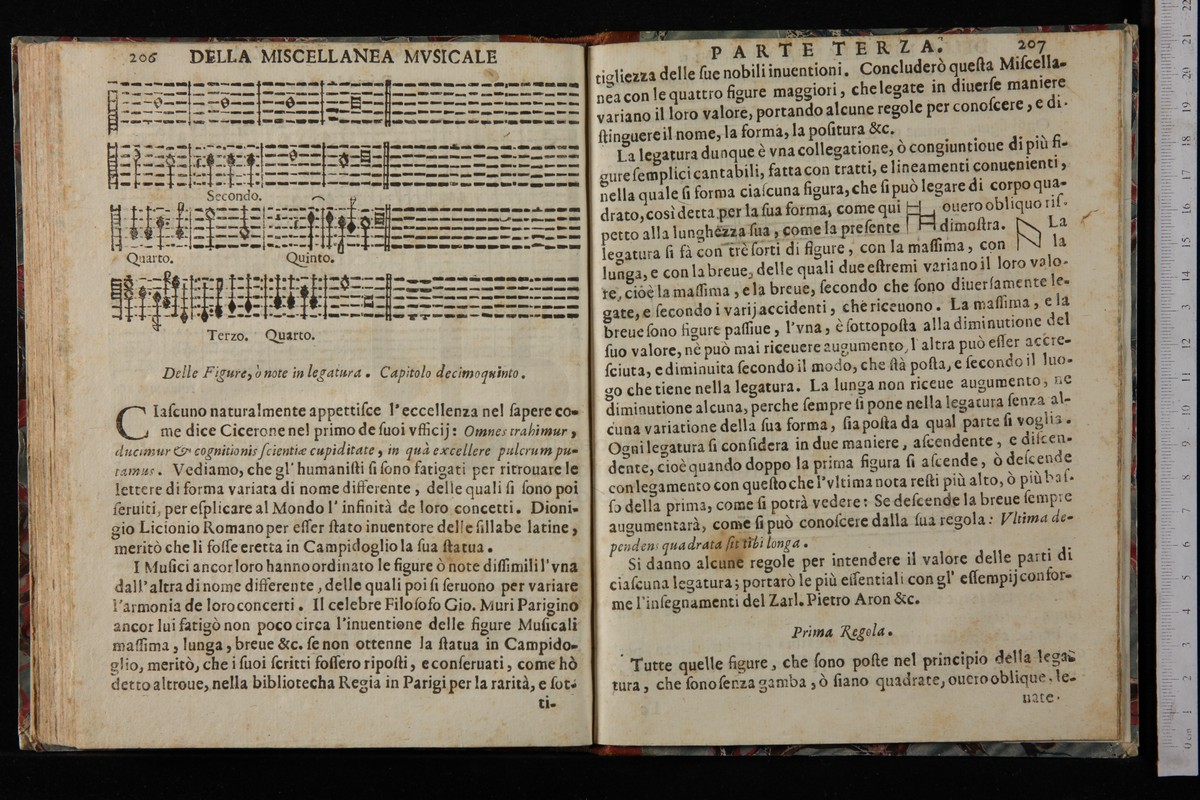 206 DELLA MISCELLANEA MVSICALE
Secondo.
Quarto. Quinto.
Terzo. Quarto.
Delle Figure, ò note in legatura. Capitolo decimoquinto.
CIaſcuno naturalmente appettiſce l'eccellenza nel ſapere co-
me dice Cicerone nel primo de ſuoi vfficij: Omnes trahimur,
ducimur & cognitionis ſcientiæ cupiditate, in quà excellere pulcrum pu-
tamus. Vediamo, che gl' humaniſti ſi ſono fatigati per ritrouare le
lettere di forma variata di nome differente, delle quali ſi ſono poi
ſeruiti, per eſplicare al Mondo l' infinità de loro concetti. Dioni-
gio Licionio Romano per eſſer ſtato inuentore delle ſillabe latine,
meritò che li foſſe eretta in Campidoglio la ſua ſtatua.
I Muſici ancor loro hanno ordinato le figure ò note diſſimili l'vna
dall'altra di nome differente, delle quali poi ſi ſeruono per variare
l'armonia de loro concerti. Il celebre Filoſofo Gio. Muri Parigino
ancor lui fatigò non poco circa l'inuentione delle figure Muſicali
maſſima, lunga, breue &c. ſe non ottenne la ſtatua in Campido-
glio, meritò, che i ſuoi ſcritti foſſero ripoſti, e conſeruati, come hò
detto altroue, nella bibliotecha Regia in Parigi per la rarità, e ſot-
ti-
PARTE TERZA. 207
tigliezza delle ſue nobili inuentioni. Concluderò queſta Miſcella-
nea con le quattro figure maggiori, che legate in diuerſe maniere
variano il loro valore, portando alcune regole per conoſcere, e di-
ſtinguere il nome, la forma, la poſitura &c.
La legatura dunque è vna collegatione, ò congiuntioue di più fi-
gure ſemplici cantabili, fatta con tratti, e lineamenti conuenienti,
nella quale ſi forma ciaſcuna figura, che ſi può legare di corpo qua-
drato, così detta per la ſua forma, come qui ouero obliquo riſ-
petto alla lunghezza ſua, come la preſente dimoſtra. La
legatura ſi fà con trè ſorti di figure, con la maſſima, con la
lunga, e con la breue, delle quali due eſtremi variano il loro valo-
re, cioè la maſſima, e la breue, ſecondo che ſono diuerſamente le-
gate, e ſecondo i varij accidenti, che riceuono. La maſſima, e la
breue ſono figure paſſiue, l'vna, è ſottopoſta alla diminutione del
ſuo valore, nè può mai riceuere augumento, l'altra può eſſer accre-
ſciuta, e diminuita ſecondo il modo, che ſtà poſta, e ſecondo il luo-
go che tiene nella legatura. La lunga non riceue augumento, ne
diminutione alcuna, perche ſempre ſi pone nella legatura ſenza al-
cuna variatione della ſua forma, ſia poſta da qual parte ſi voglia.
Ogni legatura ſi conſidera in due maniere, aſcendente, e diſcen-
dente, cioè quando doppo la prima figura ſi aſcende, ò deſcende
con legamento con queſto che l'vltima nota reſti più alto, ò più baſ-
ſo della prima, come ſi potrà vedere: Se deſcende la breue ſempre
augumentarà, come ſi può conoſcere dalla ſua regola: Vltima de-
pendens quadrata ſit tibi longa.
Si danno alcune regole per intendere il valore delle parti di
ciaſcuna legatura; portarò le più eſſentiali con gl' eſſempij confor-
me l'inſegnamenti del Zarl. Pietro Aron &c.
Prima Regola.
Tutte quelle figure, che ſono poſte nel principio della lega-
tura, che ſono ſenza gamba, ò ſiano quadrate, ouero oblique, le-
uate.